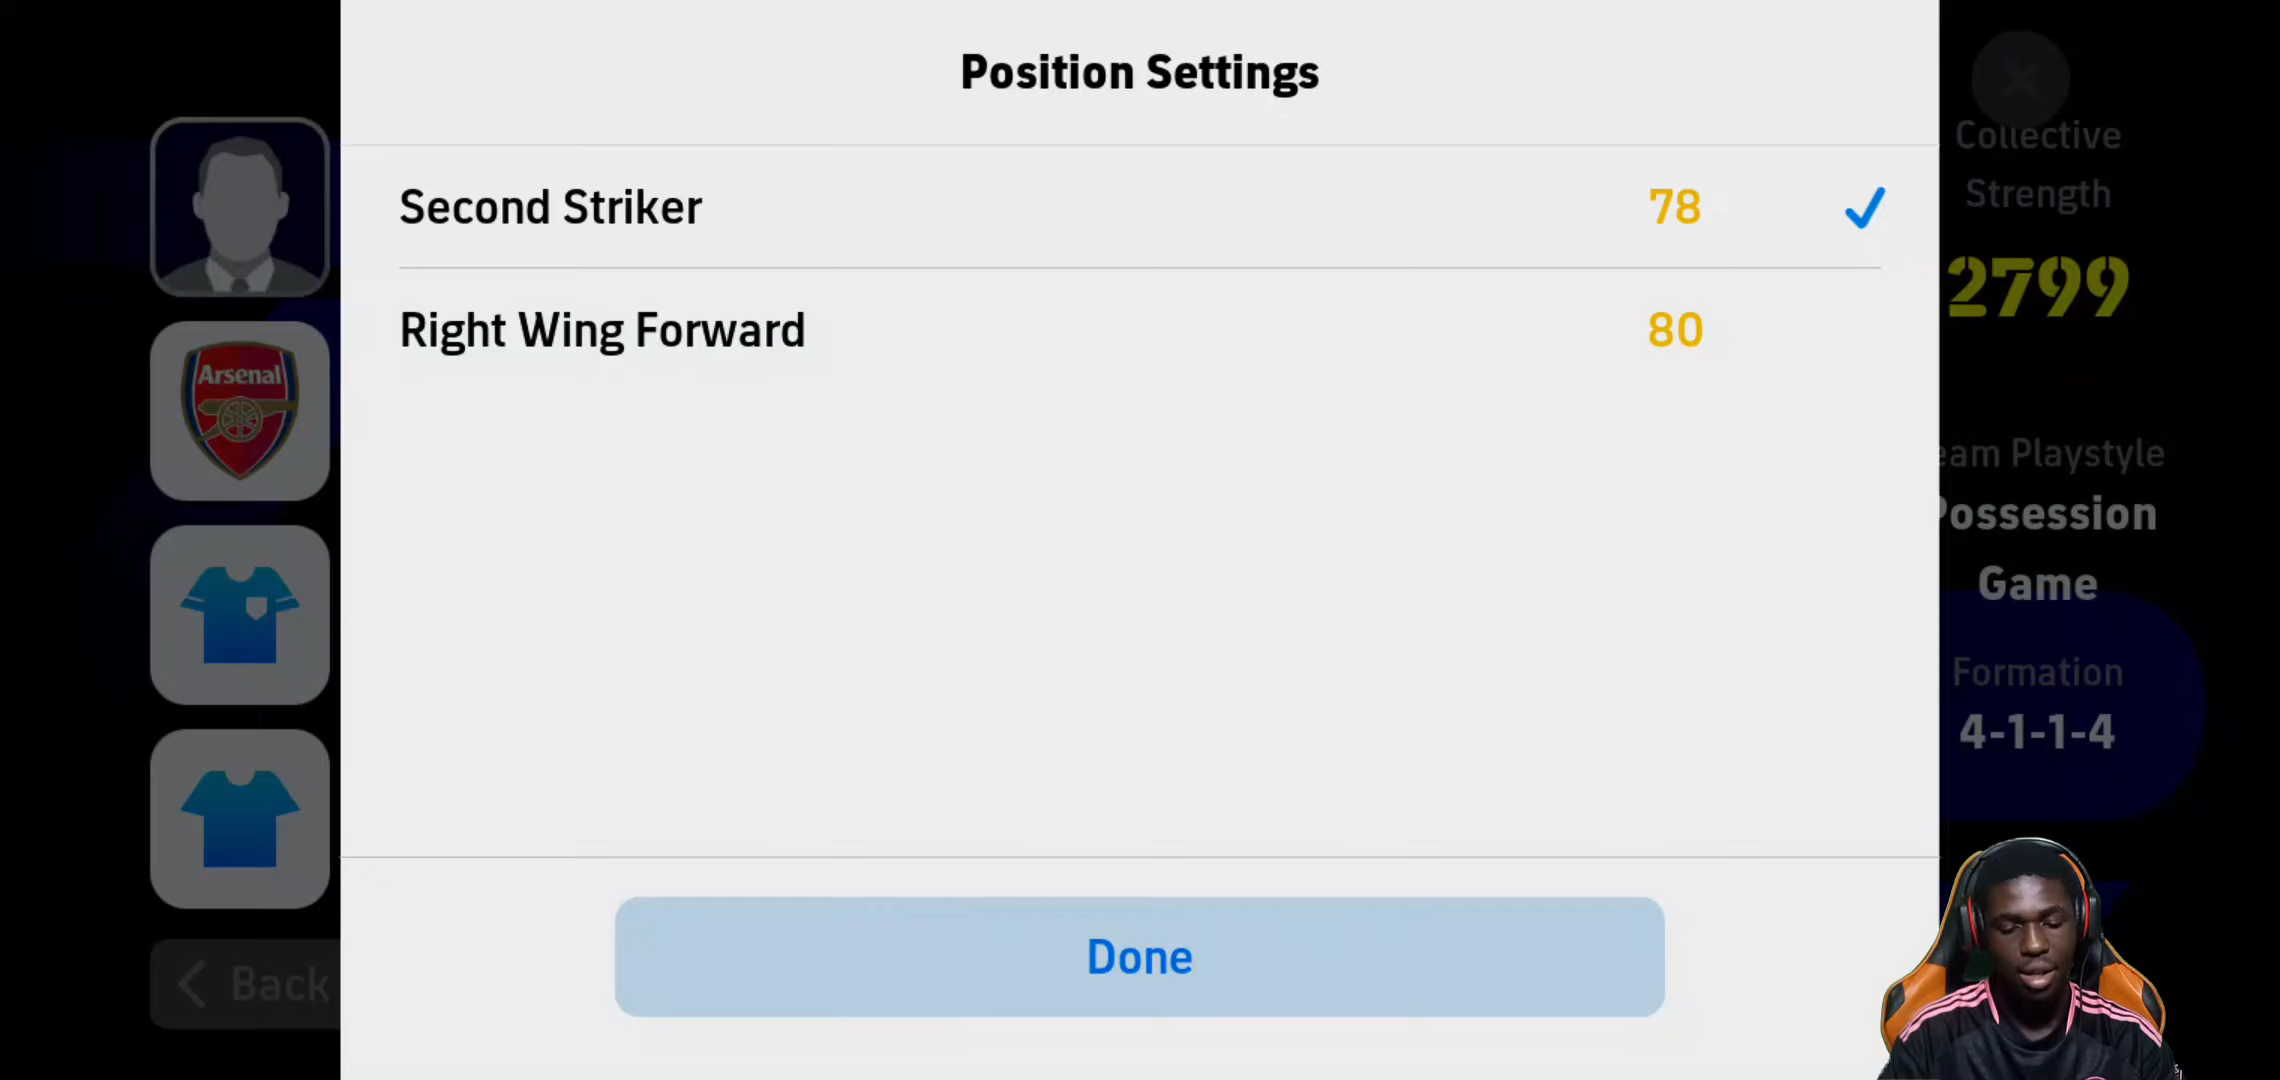 Position Settings
Second Striker 78
Right Wing Forward 80
Done
Arsenal
Back
Collective
Strength
2799
eam Playstyle
Possession
Game
Formation
4-1-1-4